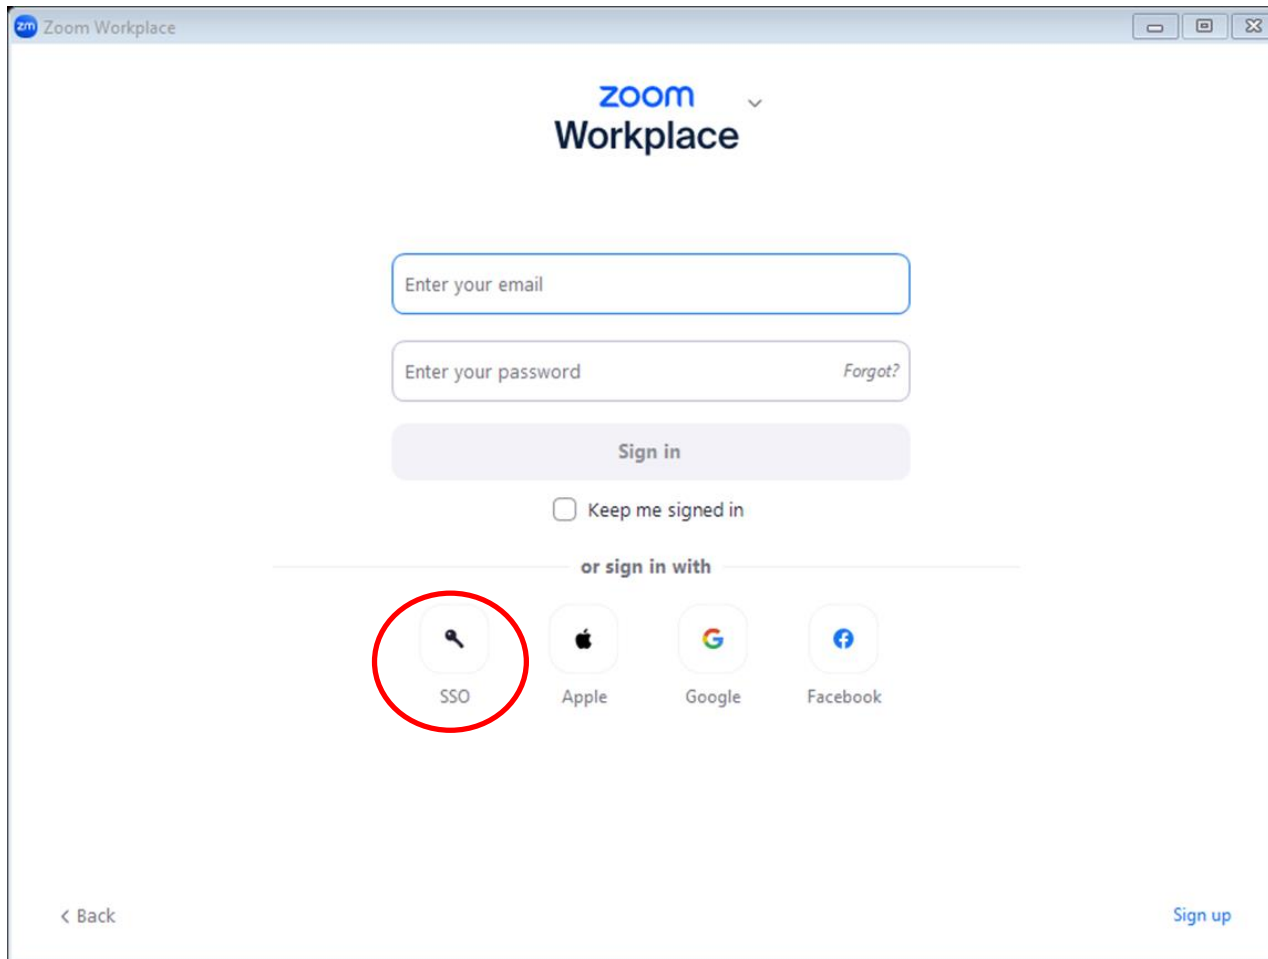 zm Zoom Workplace
zoom
Workplace
Enter your email
Enter your password Forgot?
Sign in
Keep me signed in
or sign in with
SSO Apple Google Facebook
< Back Sign up